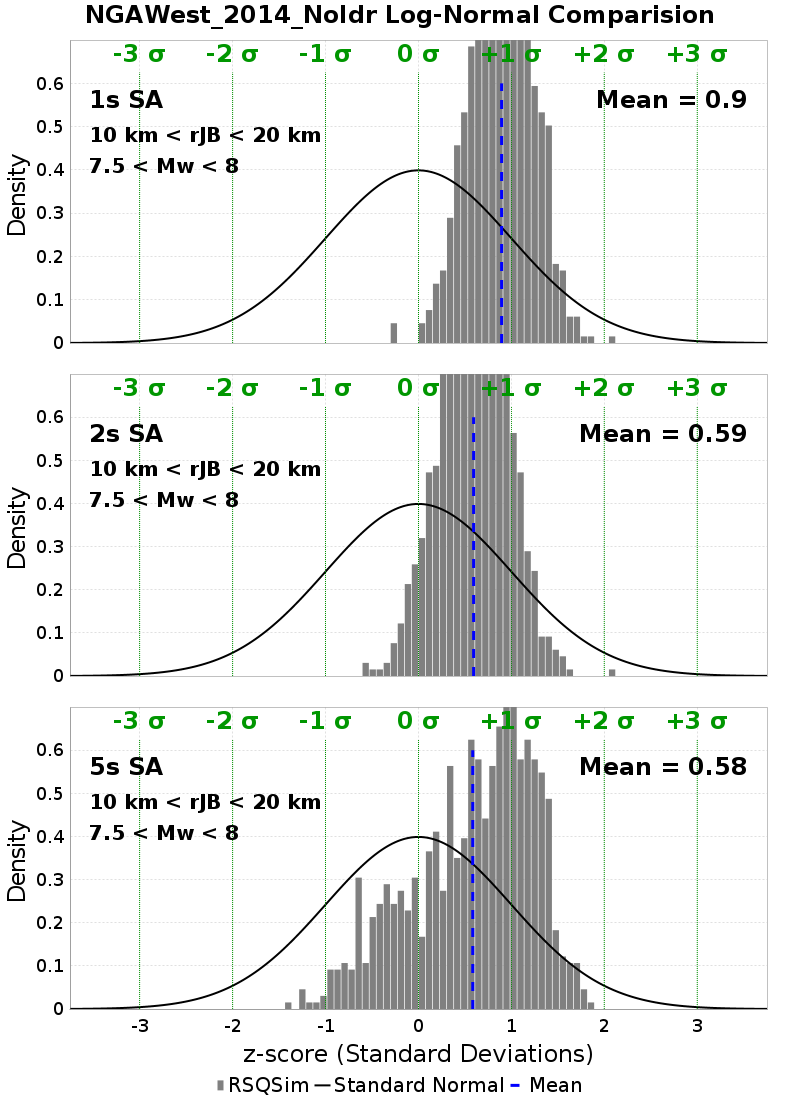 NGAWest_2014_NoIdr Log-Normal Comparision
-3 σ -2 σ -1 σ 0 σ +1 σ +2 σ +3 σ
1s SA Mean = 0.9
10 km < rJB < 20 km
7.5 < Mw < 8
Density
0.6
0.5
0.4
0.3
0.2
0.1
0
-3 σ -2 σ -1 σ 0 σ +1 σ +2 σ +3 σ
2s SA Mean = 0.59
10 km < rJB < 20 km
7.5 < Mw < 8
Density
0.6
0.5
0.4
0.3
0.2
0.1
0
-3 σ -2 σ -1 σ 0 σ +1 σ +2 σ +3 σ
5s SA Mean = 0.58
10 km < rJB < 20 km
7.5 < Mw < 8
Density
0.6
0.5
0.4
0.3
0.2
0.1
0
-3 -2 -1 0 1 2 3
z-score (Standard Deviations)
RSQSim Standard Normal Mean